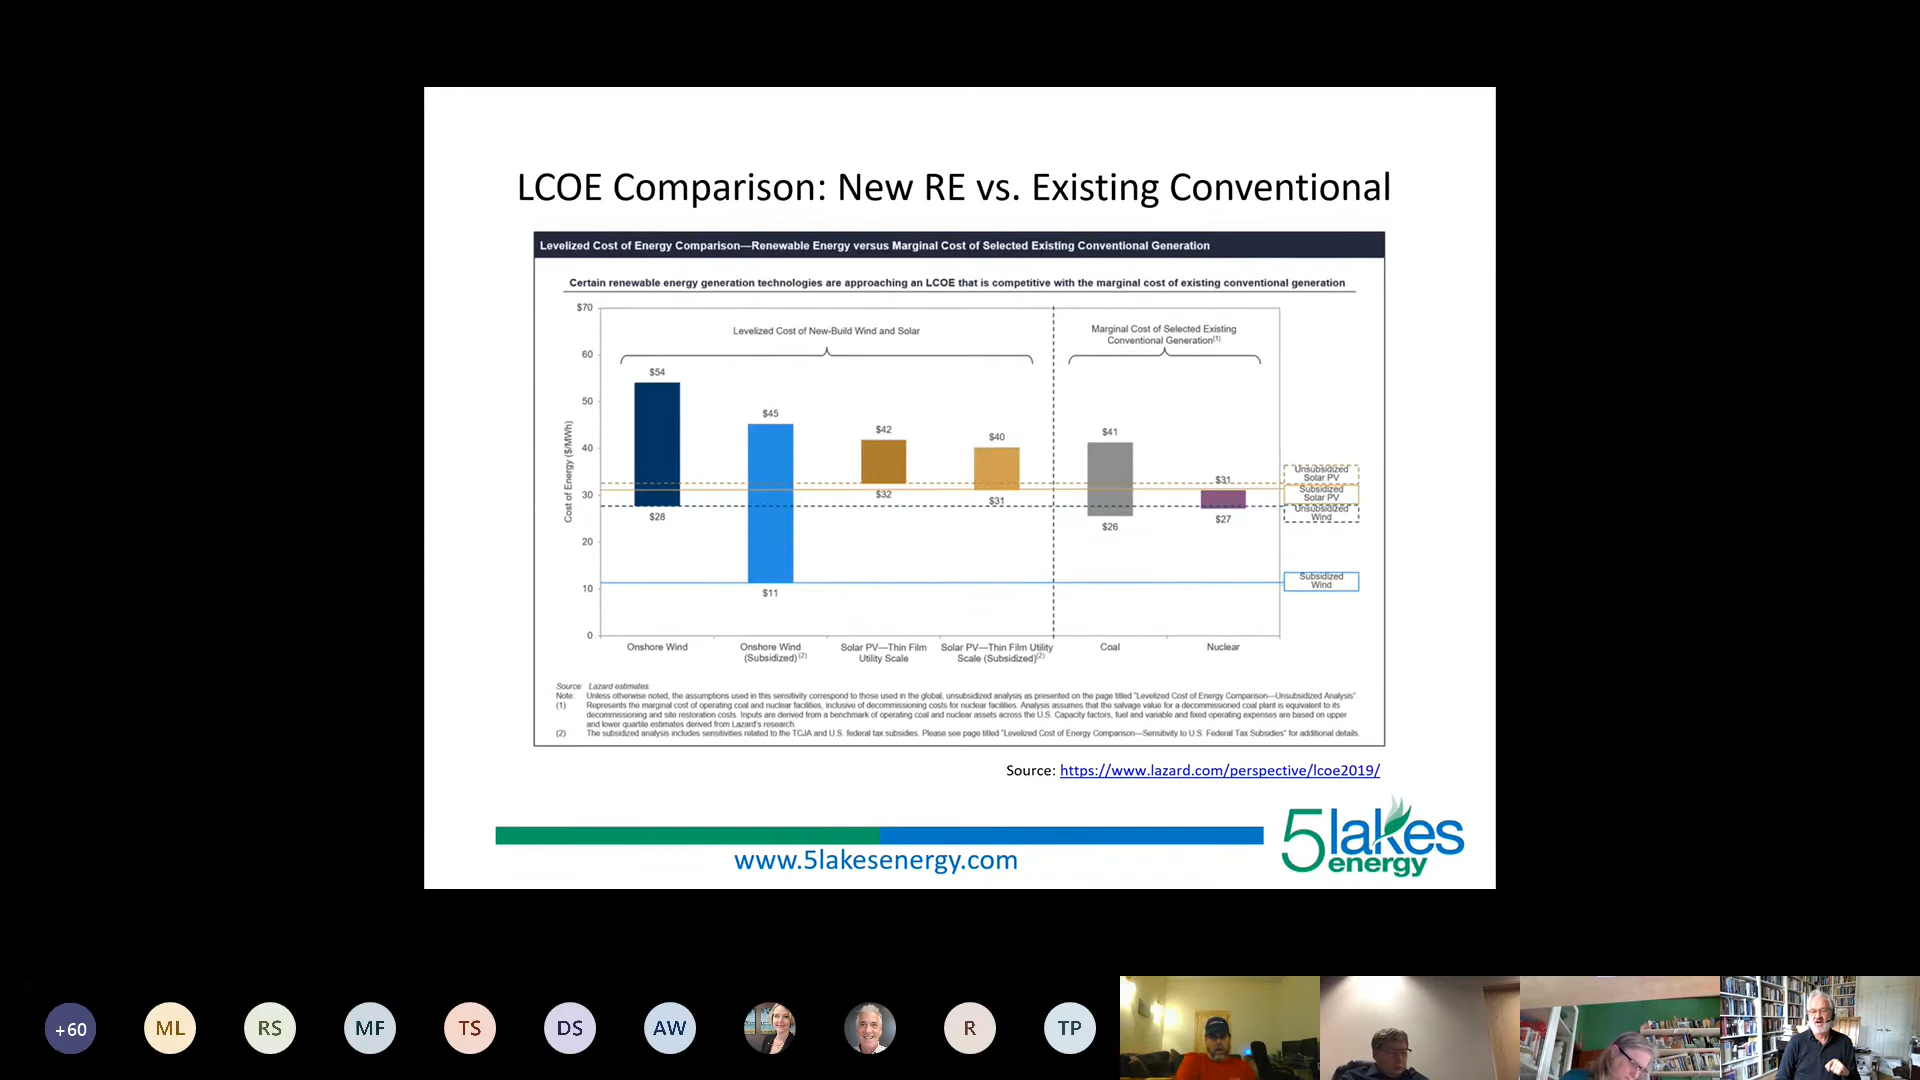 LCOE Comparison: New RE vs. Existing Conventional
Levelized Cost of Energy Comparison—Renewable Energy versus Marginal Cost of Selected Existing Conventional Generation
Certain renewable energy generation technologies are approaching an LCOE that is competitive with the marginal cost of existing conventional generation
$70
60
50
40
30
20
10
0
Cost of Energy ($/MWh)
Levelized Cost of New-Build Wind and Solar
Marginal Cost of Selected Existing
Conventional Generation(1)
$54
$28
$45
$11
$42
$32
$40
$31
$41
$26
$31
$27
Unsubsidized
Solar PV
Subsidized
Solar PV
Unsubsidized
Wind
Subsidized
Wind
Onshore Wind
Onshore Wind
(Subsidized)(2)
Solar PV—Thin Film
Utility Scale
Solar PV—Thin Film Utility
Scale (Subsidized)(2)
Coal
Nuclear
Source: Lazard estimates.
Note: Unless otherwise noted, the assumptions used in this sensitivity correspond to those used in the global, unsubsidized analysis as presented on the page titled "Levelized Cost of Energy Comparison—Unsubsidized Analysis".
(1) Represents the marginal cost of operating coal and nuclear facilities, inclusive of decommissioning costs for nuclear facilities. Analysis assumes that the salvage value for a decommissioned coal plant is equivalent to its
decommissioning and site restoration costs. Inputs are derived from a benchmark of operating coal and nuclear assets across the U.S. Capacity factors, fuel and variable and fixed operating expenses are based on upper
and lower quartile estimates derived from Lazard's research.
(2) The subsidized analysis includes sensitivities related to the TCJA and U.S. federal tax subsidies. Please see page titled "Levelized Cost of Energy Comparison—Sensitivity to U.S. Federal Tax Subsidies" for additional details.
Source: https://www.lazard.com/perspective/lcoe2019/
www.5lakesenergy.com
5lakes
energy
+60
ML
RS
MF
TS
DS
AW
R
TP